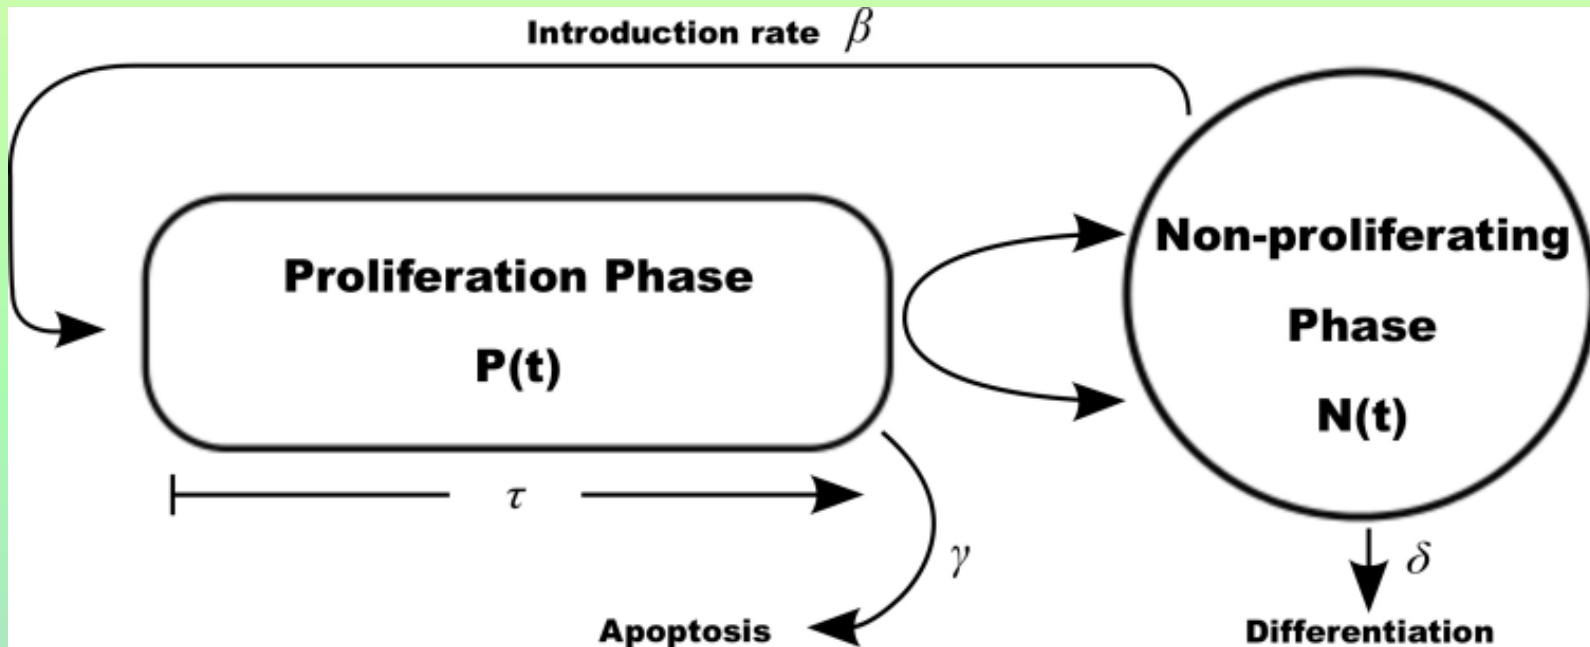 Introduction rate β
Proliferation Phase
P(t)
Non-proliferating
Phase
N(t)
τ
γ
δ
Apoptosis
Differentiation